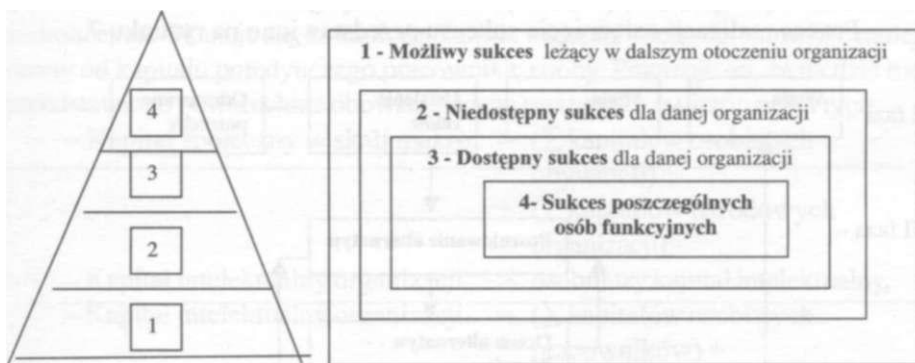 4
3
2
1
1 - Możliwy sukces leżący w dalszym otoczeniu organizacji
2 - Niedostępny sukces dla danej organizacji
3 - Dostępny sukces dla danej organizacji
4- Sukces poszczególnych
osób funkcyjnych